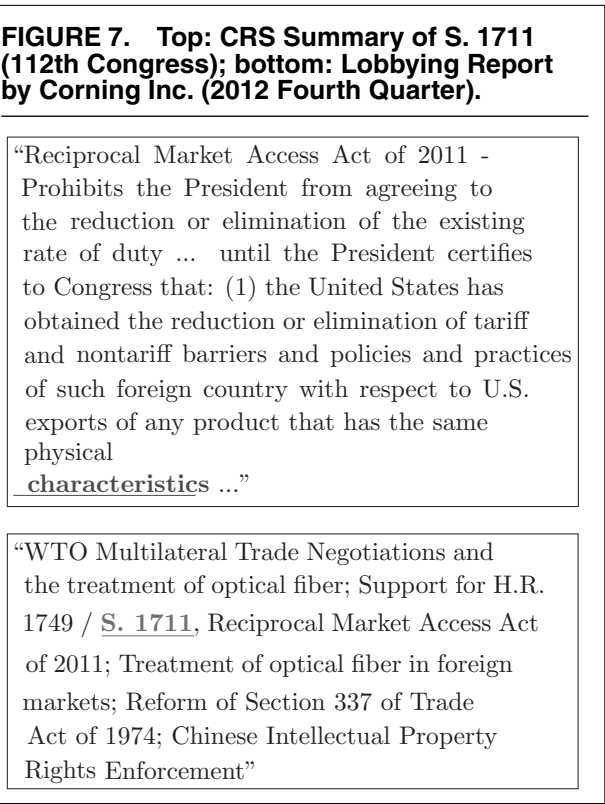 FIGURE 7. Top: CRS Summary of S. 1711
(112th Congress); bottom: Lobbying Report
by Corning Inc. (2012 Fourth Quarter).
“Reciprocal Market Access Act of 2011 -
Prohibits the President from agreeing to
the reduction or elimination of the existing
rate of duty ... until the President certifies
to Congress that: (1) the United States has
obtained the reduction or elimination of tariff
and nontariff barriers and policies and practices
of such foreign country with respect to U.S.
exports of any product that has the same
physical
characteristics ...”
“WTO Multilateral Trade Negotiations and
the treatment of optical fiber; Support for H.R.
1749 / S. 1711, Reciprocal Market Access Act
of 2011; Treatment of optical fiber in foreign
markets; Reform of Section 337 of Trade
Act of 1974; Chinese Intellectual Property
Rights Enforcement”